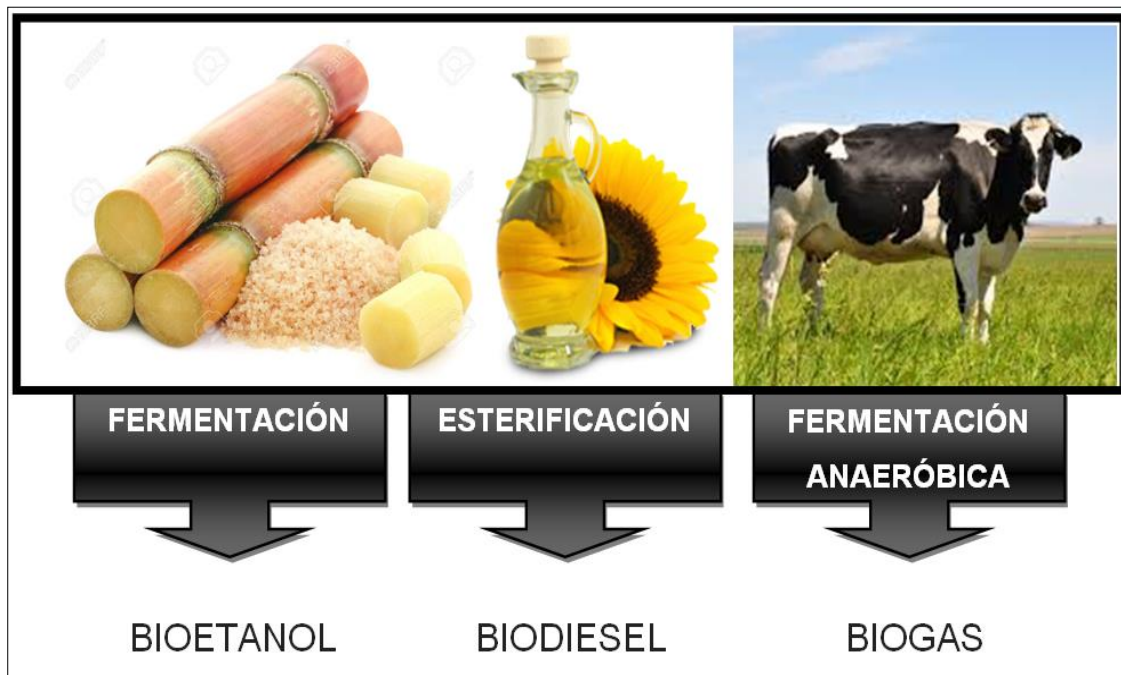 FERMENTACIÓN
ESTERIFICACIÓN
FERMENTACIÓN
ANAERÓBICA
BIOETANOL
BIODIESEL
BIOGAS